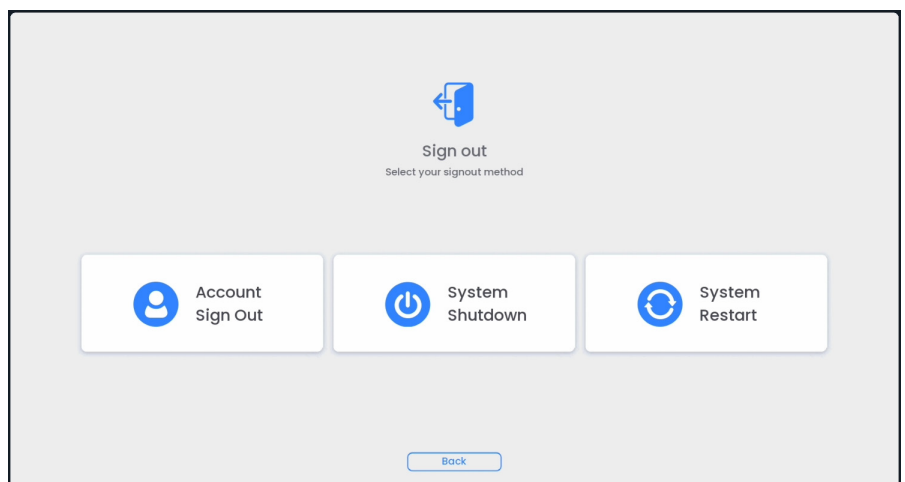 Sign out
Select your signout method
Account
Sign Out
System
Shutdown
System
Restart
Back